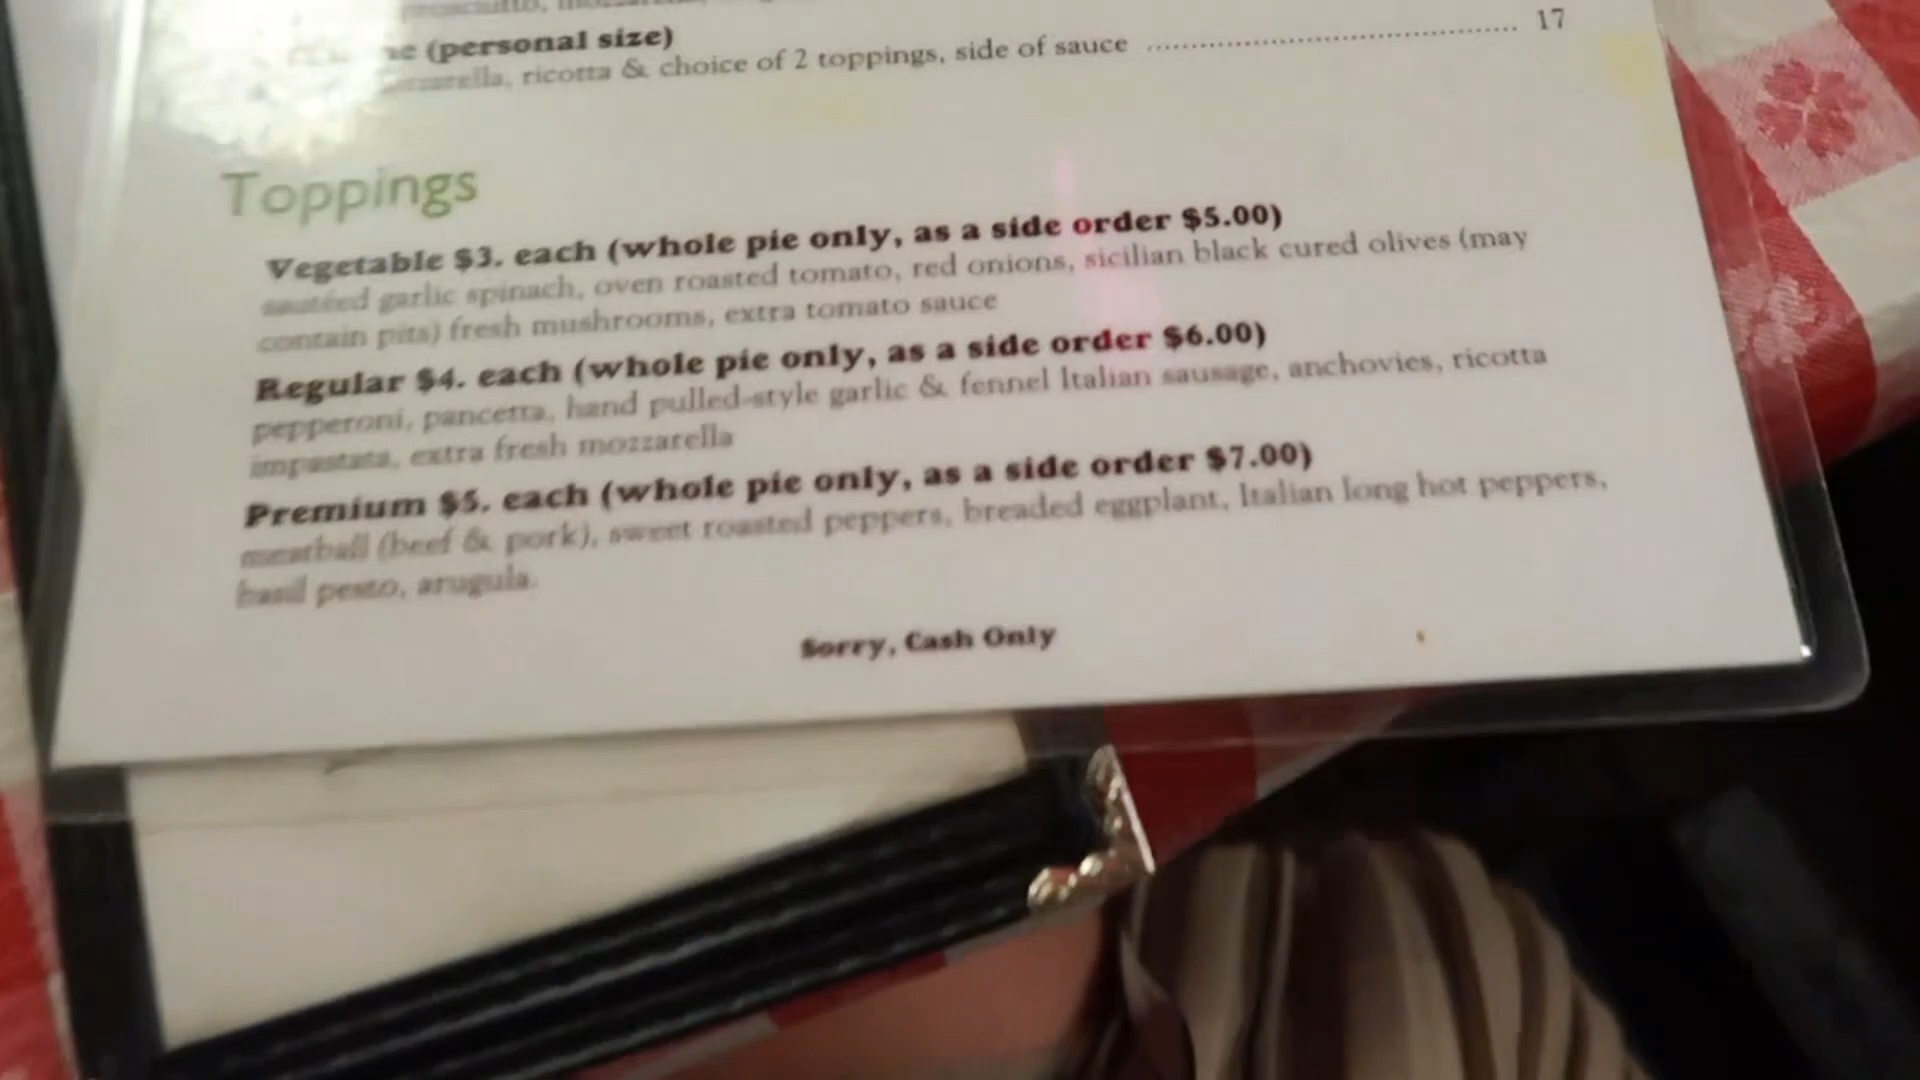 (personal size)
ricotta & choice of 2 toppings, side of sauce ........................................ 17
Toppings
Vegetable $3. each (whole pie only, as a side order $5.00)
sautéed garlic spinach, oven roasted tomato, red onions, sicilian black cured olives (may
contain pits) fresh mushrooms, extra tomato sauce
Regular $4. each (whole pie only, as a side order $6.00)
pepperoni, pancetta, hand pulled-style garlic & fennel Italian sausage, anchovies, ricotta
impastata, extra fresh mozzarella
Premium $5. each (whole pie only, as a side order $7.00)
meatball (beef & pork), sweet roasted peppers, breaded eggplant, Italian long hot peppers,
basil pesto, arugula.
Sorry, Cash Only